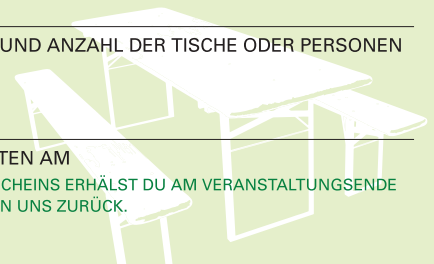 UND ANZAHL DER TISCHE ODER PERSONEN
TEN AM
CHEINS ERHÄLST DU AM VERANSTALTUNGSENDE
N UNS ZURÜCK.